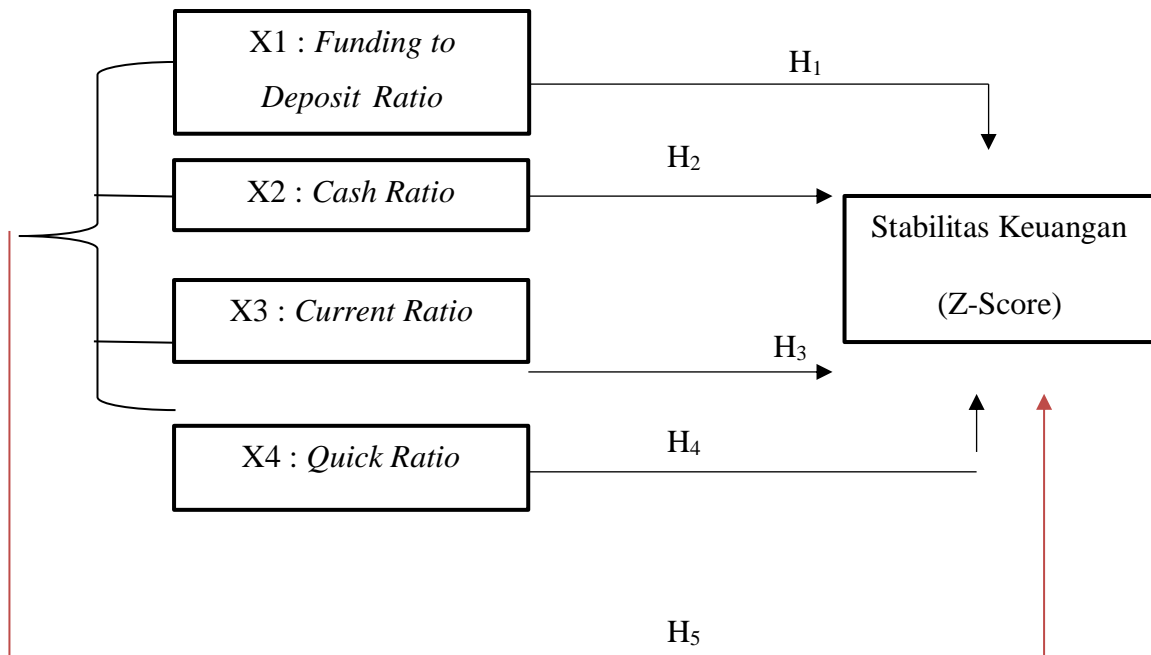 X1 : Funding to
Deposit Ratio
H₁
X2 : Cash Ratio
H₂
Stabilitas Keuangan
(Z-Score)
X3 : Current Ratio
H₃
X4 : Quick Ratio
H₄
H₅